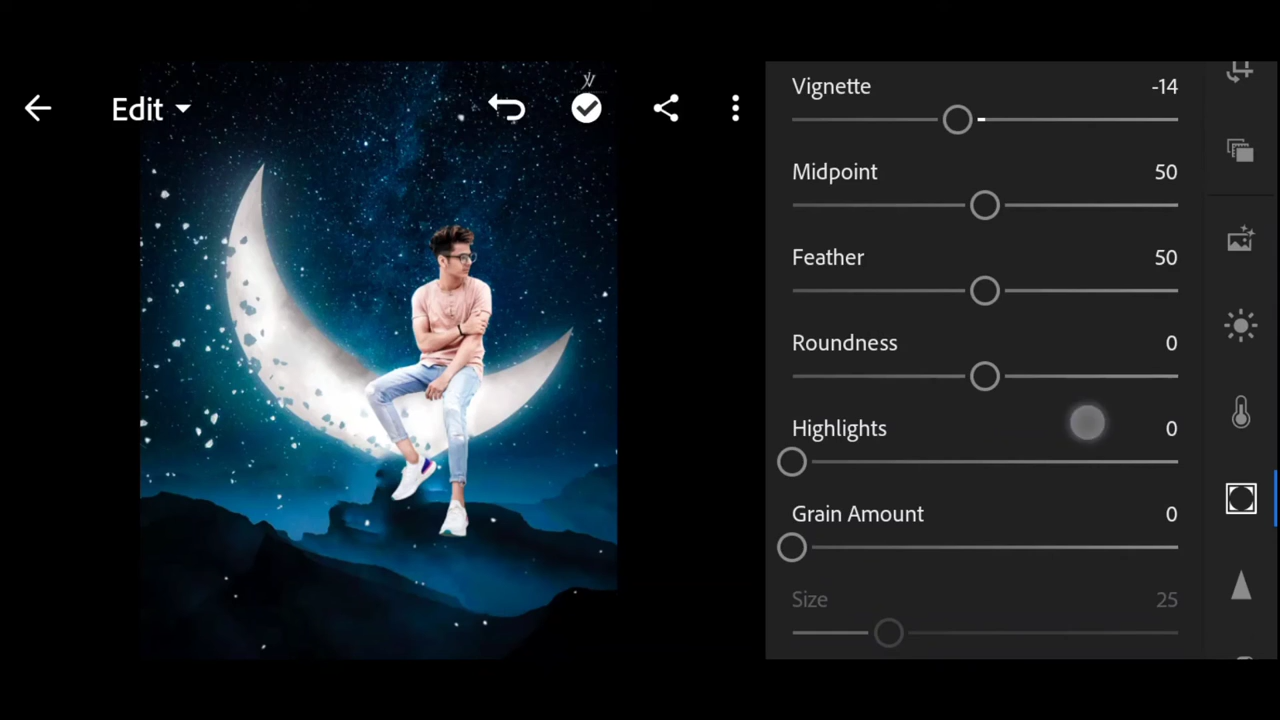 Edit
Vignette -14
Midpoint 50
Feather 50
Roundness 0
Highlights 0
Grain Amount 0
Size 25